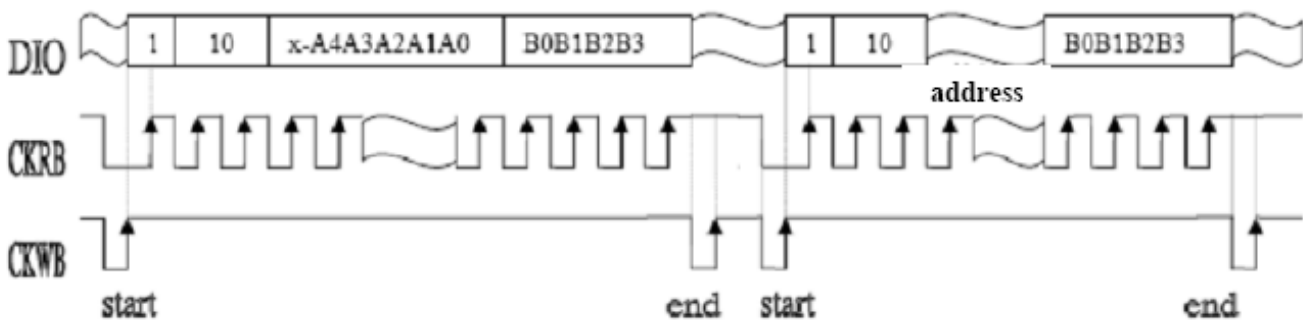 DIO 1 10 x-A4A3A2A1A0 B0B1B2B3 1 10 B0B1B2B3
address
CKRB
CKWB
start end start end